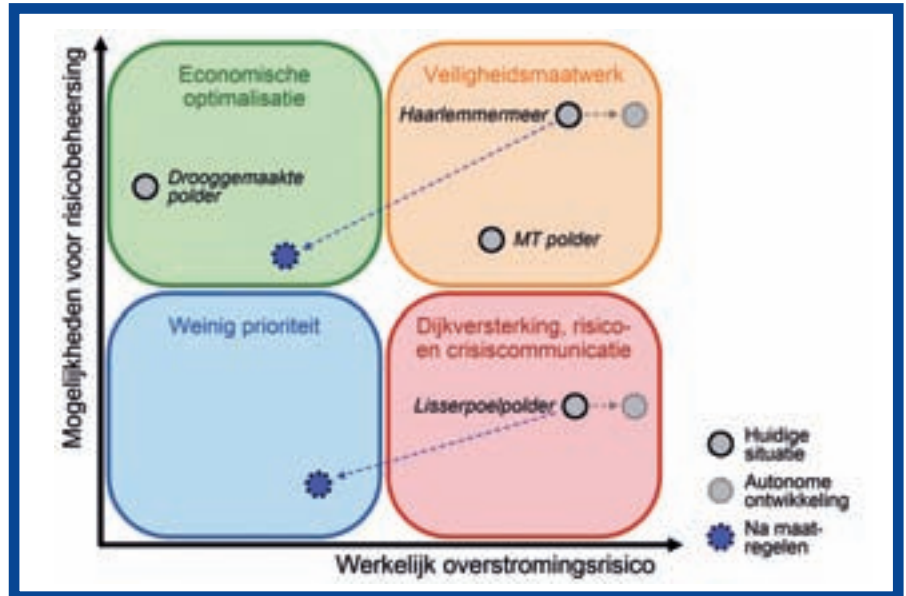 Mogelijkheden voor risicobeheersing
Economische
optimalisatie
Veiligheidsmaatwerk
Haarlemmermeer
Drooggemaakte
polder
MT polder
Weinig prioriteit
Dijkversterking, risico-
en crisiscommunicatie
Lisserpoelpolder
Huidige
situatie
Autonome
ontwikkeling
Na maat-
regelen
Werkelijk overstromingsrisico